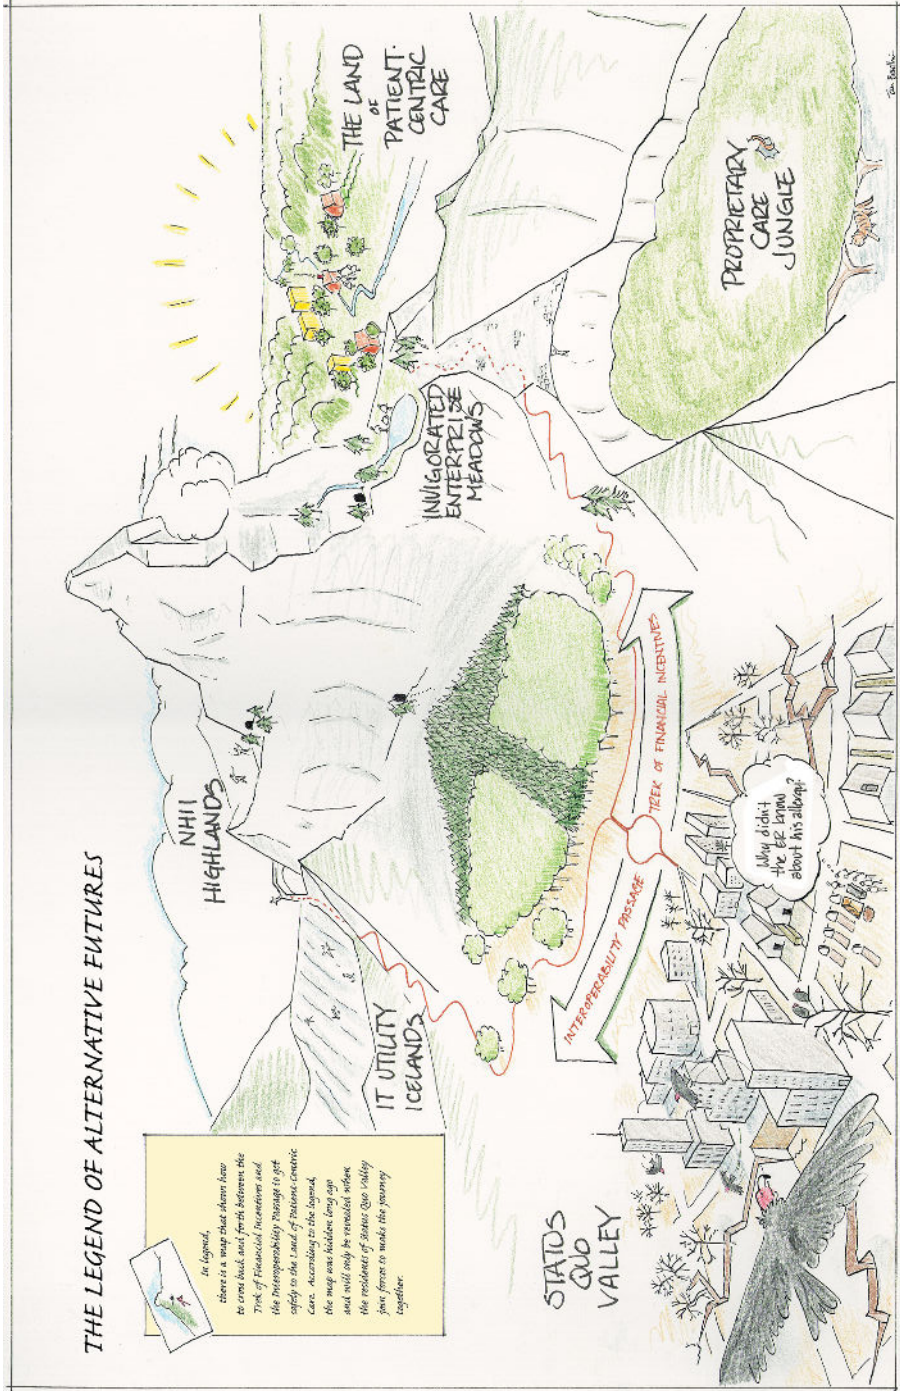 THE LEGEND OF ALTERNATIVE FUTURES
In legend,
there is a map that shows how
to cross back and forth between the
Trek of Financial Incentives and
the Interoperability Passage to get
safely to the Land of Patient-Centric
Care. According to the legend,
the map was hidden long ago
and will only be revealed when
the residents of Status Quo Valley
join forces to make the journey
together.
NHII
HIGHLANDS
IT UTILITY
ICELANDS
INVIGORATED
ENTERPRISE
MEADOWS
THE LAND
OF
PATIENT-
CENTRIC
CARE
PROPRIETARY
CARE
JUNGLE
INTEROPERABILITY PASSAGE
TREK OF FINANCIAL INCENTIVES
STATUS
QUO
VALLEY
Why didn't
the ER know
about his allergy?